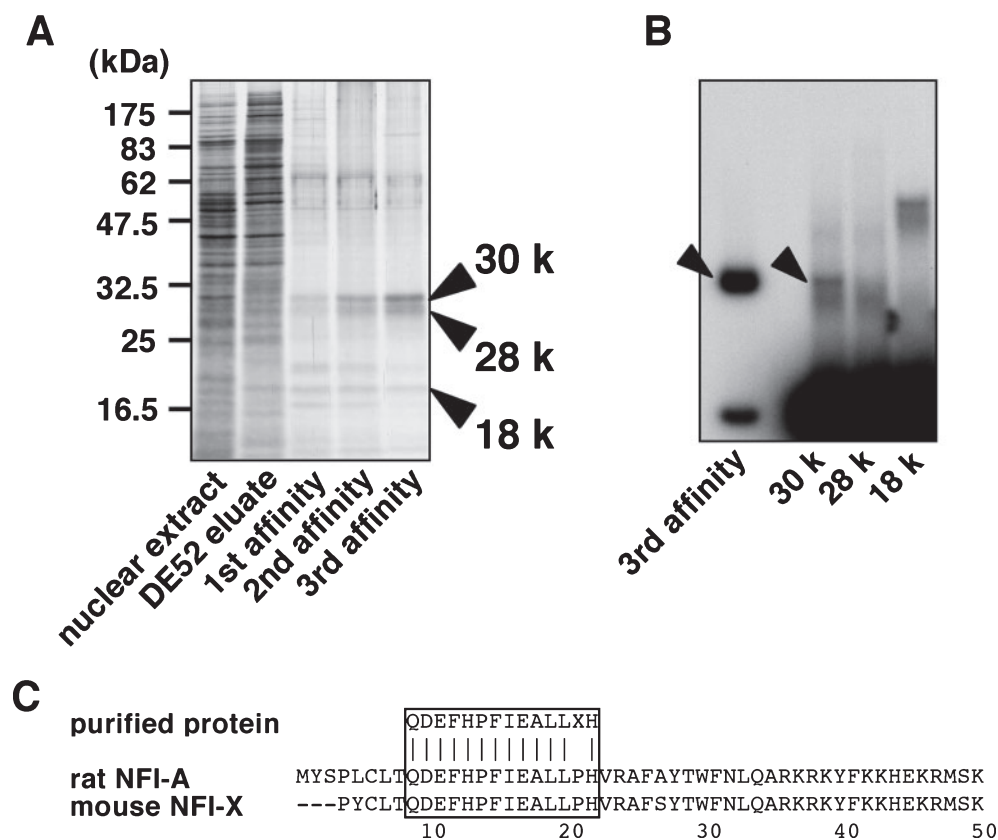 A
(kDa)
175
83
62
47.5
32.5
25
16.5
30 k
28 k
18 k
nuclear extract
DE52 eluate
1st affinity
2nd affinity
3rd affinity
B
3rd affinity
30 k
28 k
18 k
C
purified protein QDEFHPFIEALLXH
rat NFI-A MYSPLCLTQDEFHPFIEALLPHVRAFAYTWFNLQARKRKYFKKHEKRMSK
mouse NFI-X ---PYCLTQDEFHPFIEALLPHVRAFSYTWFNLQARKRKYFKKHEKRMSK
10 20 30 40 50